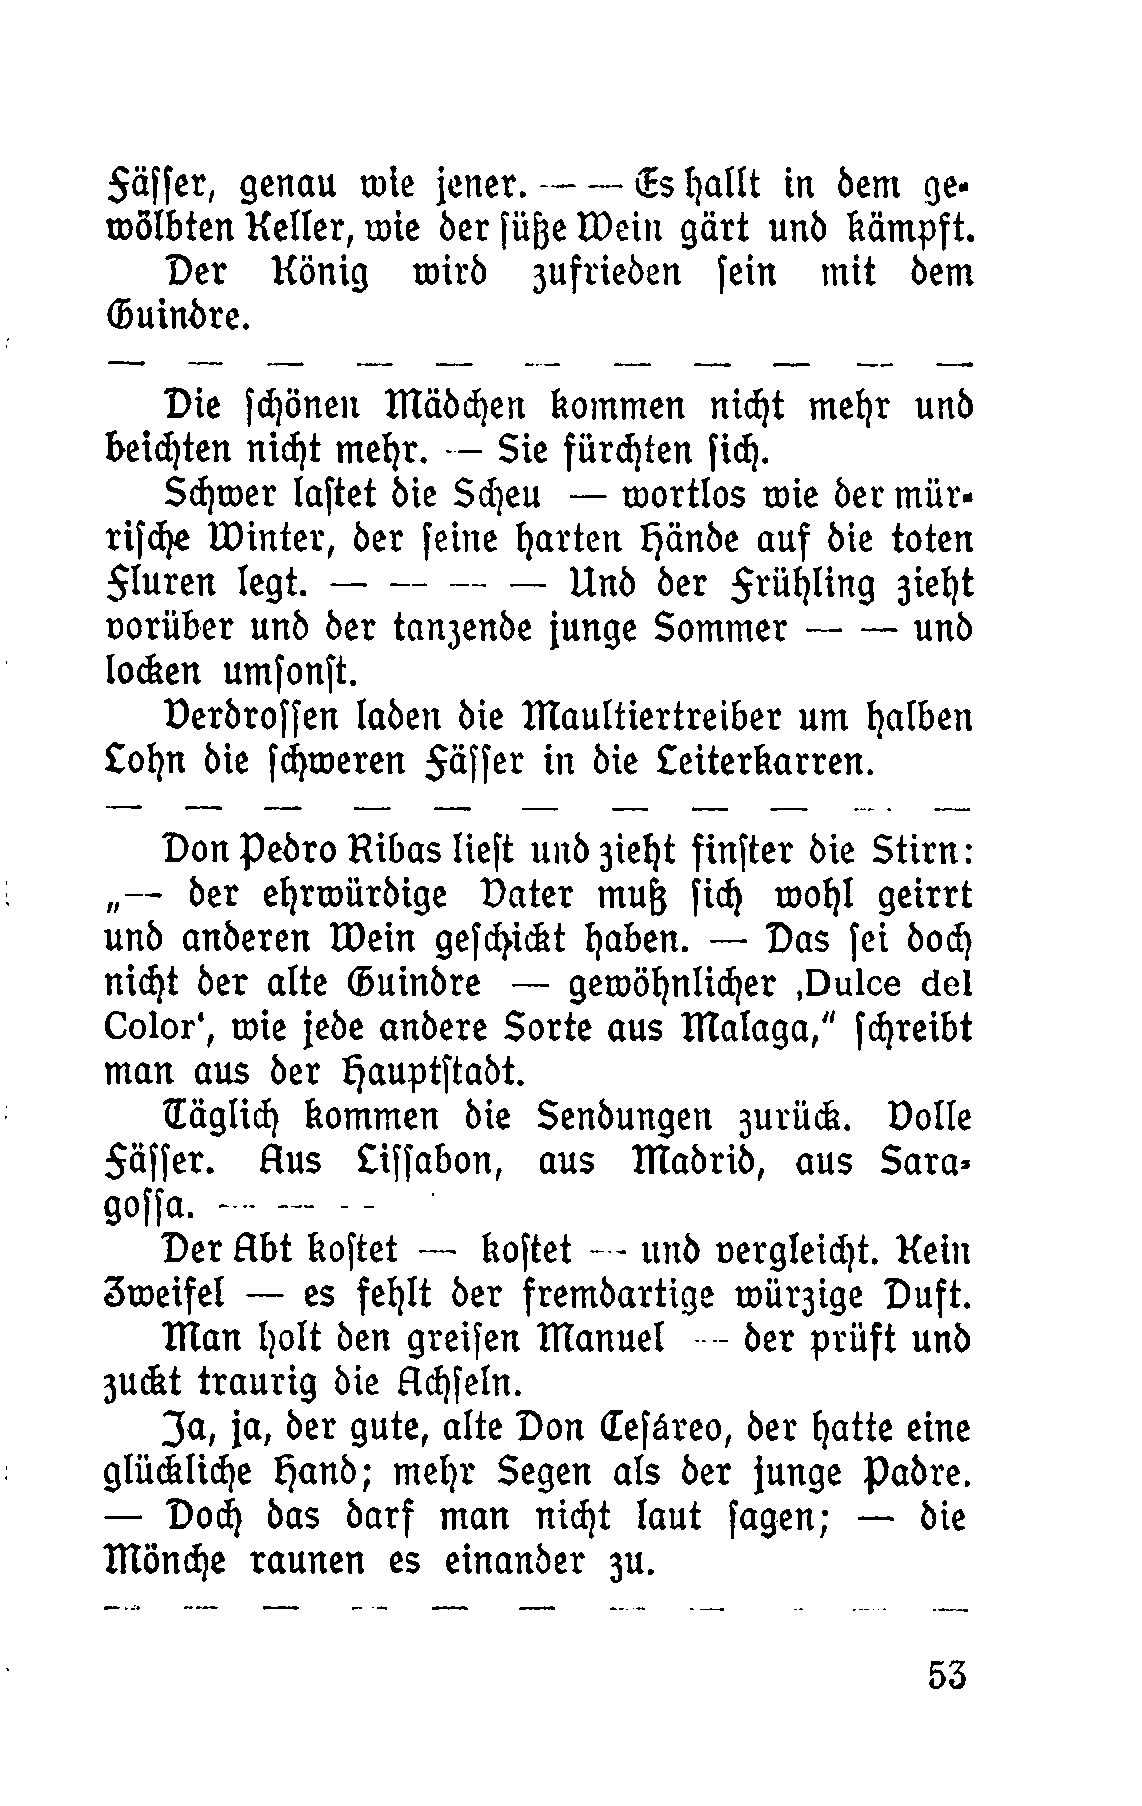 Fäſſer, genau wie jener. — — Es hallt in dem ge-
wölbten Keller, wie der ſüße Wein gärt und kämpft.
Der König wird zufrieden ſein mit dem
Guindre.
— — — — — — — — — — —
Die ſchönen Mädchen kommen nicht mehr und
beichten nicht mehr. — Sie fürchten ſich.
Schwer laſtet die Scheu — wortlos wie der mür-
riſche Winter, der ſeine harten Hände auf die toten
Fluren legt. — — — — Und der Frühling zieht
vorüber und der tanzende junge Sommer — — und
locken umſonſt.
Verdroſſen laden die Maultiertreiber um halben
Lohn die ſchweren Fäſſer in die Leiterkarren.
— — — — — — — — — — —
Don Pedro Ribas lieſt und zieht finſter die Stirn:
„— der ehrwürdige Vater muß ſich wohl geirrt
und anderen Wein geſchickt haben. — Das ſei doch
nicht der alte Guindre — gewöhnlicher ‚Dulce del
Color‘, wie jede andere Sorte aus Malaga,“ ſchreibt
man aus der Hauptſtadt.
Täglich kommen die Sendungen zurück. Volle
Fäſſer. Aus Liſſabon, aus Madrid, aus Sara-
goſſa. — — — 
Der Abt koſtet — koſtet — und vergleicht. Kein
Zweifel — es fehlt der fremdartige würzige Duft.
Man holt den greiſen Manuel — der prüft und
zuckt traurig die Achſeln.
Ja, ja, der gute, alte Don Ceſáreo, der hatte eine
glückliche Hand; mehr Segen als der junge Padre.
— Doch das darf man nicht laut ſagen; — die
Mönche raunen es einander zu.
— — — — — — — — — — —
53